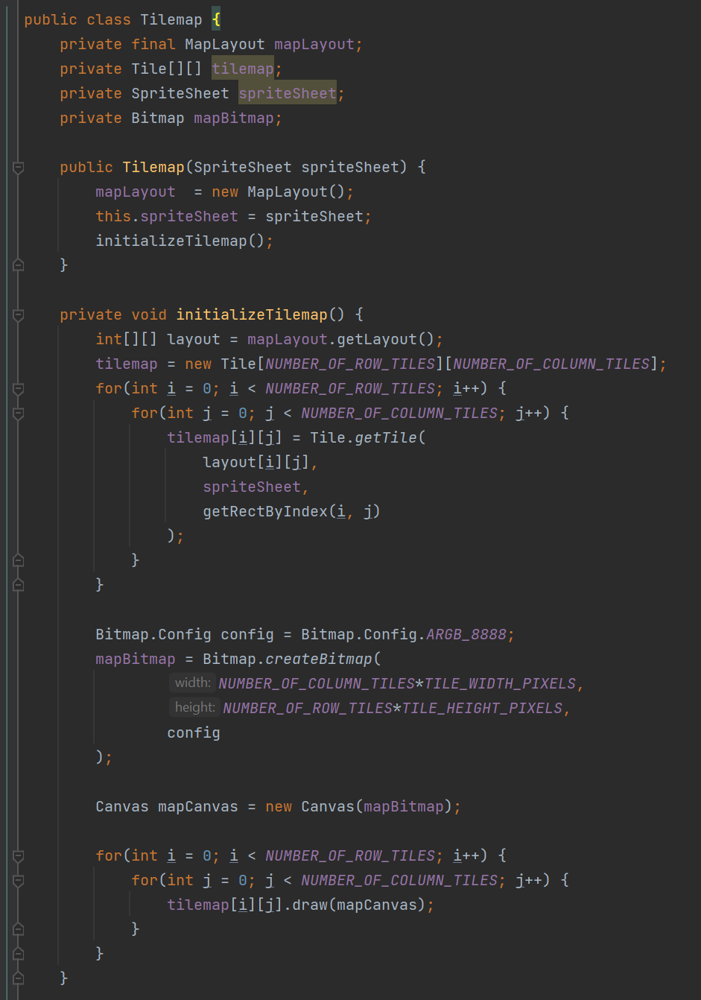 public class Tilemap {
    private final MapLayout mapLayout;
    private Tile[][] tilemap;
    private SpriteSheet spriteSheet;
    private Bitmap mapBitmap;

    public Tilemap(SpriteSheet spriteSheet) {
        mapLayout  = new MapLayout();
        this.spriteSheet = spriteSheet;
        initializeTilemap();
    }

    private void initializeTilemap() {
        int[][] layout = mapLayout.getLayout();
        tilemap = new Tile[NUMBER_OF_ROW_TILES][NUMBER_OF_COLUMN_TILES];
        for(int i = 0; i < NUMBER_OF_ROW_TILES; i++) {
            for(int j = 0; j < NUMBER_OF_COLUMN_TILES; j++) {
                tilemap[i][j] = Tile.getTile(
                    layout[i][j],
                    spriteSheet,
                    getRectByIndex(i, j)
                );
            }
        }

        Bitmap.Config config = Bitmap.Config.ARGB_8888;
        mapBitmap = Bitmap.createBitmap(
                width: NUMBER_OF_COLUMN_TILES*TILE_WIDTH_PIXELS,
                height: NUMBER_OF_ROW_TILES*TILE_HEIGHT_PIXELS,
                config
        );

        Canvas mapCanvas = new Canvas(mapBitmap);

        for(int i = 0; i < NUMBER_OF_ROW_TILES; i++) {
            for(int j = 0; j < NUMBER_OF_COLUMN_TILES; j++) {
                tilemap[i][j].draw(mapCanvas);
            }
        }
    }